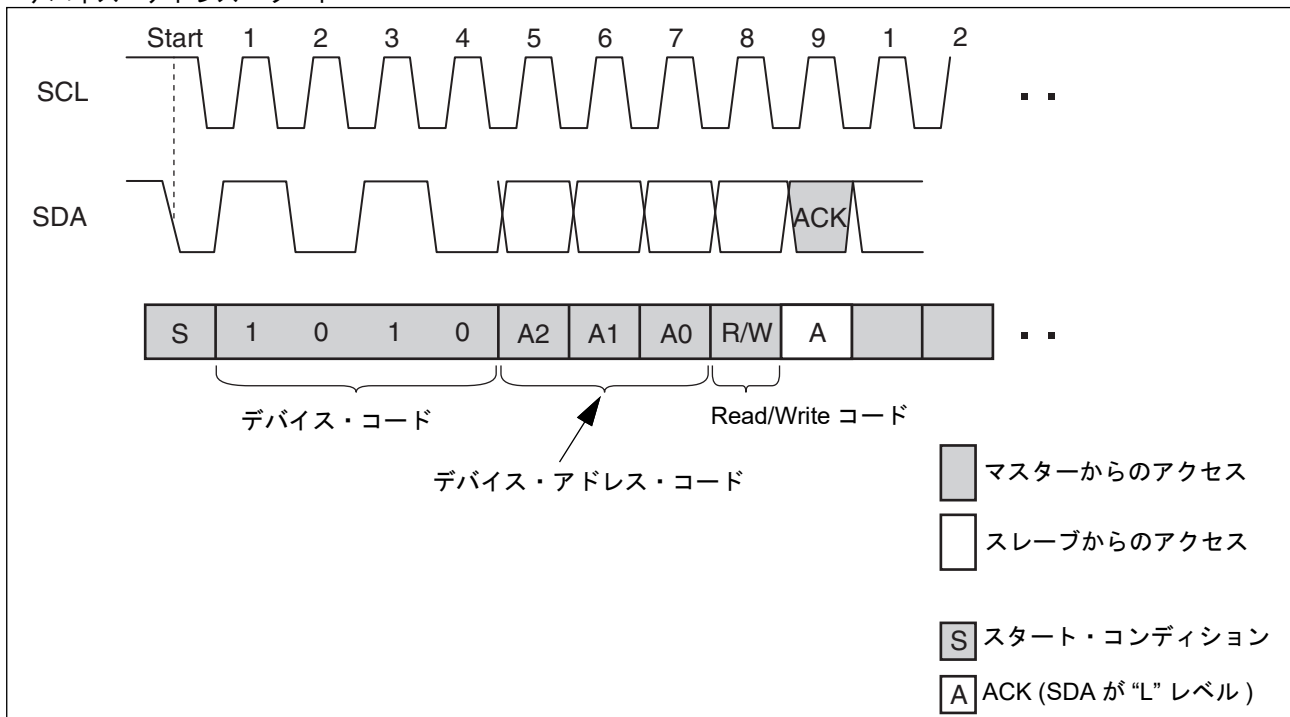 Start 1 2 3 4 5 6 7 8 9 1 2
SCL
SDA
ACK
S 1 0 1 0 A2 A1 A0 R/W A
デバイス・コード
Read/Write コード
デバイス・アドレス・コード
マスターからのアクセス
スレーブからのアクセス
S スタート・コンディション
A ACK (SDA が “L” レベル )